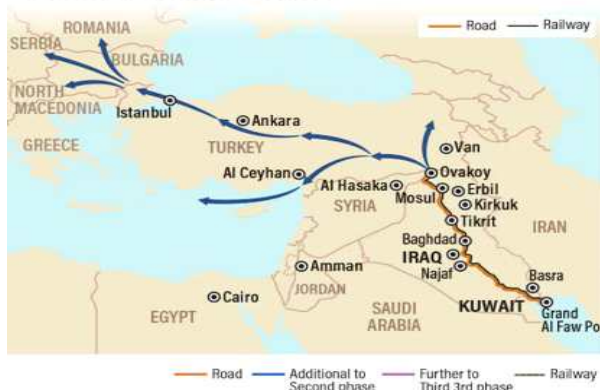 ROMANIA
Road
Railway
SERBIA
BULGARIA
NORTH
MACEDONIA
Istanbul
Ankara
Van
GREECE
TURKEY
Al Ceyhan
Ovakoy
Al Hasaka
Mosul
Erbil
Kirkuk
SYRIA
Tikrit
IRAN
Baghdad
IRAQ
Amman
Najaf
Basra
Cairo
JORDAN
KUWAIT
EGYPT
SAUDI
ARABIA
Grand
Al Faw Po
Road
Additional to
Second phase
Further to
Third 3rd phase
Railway